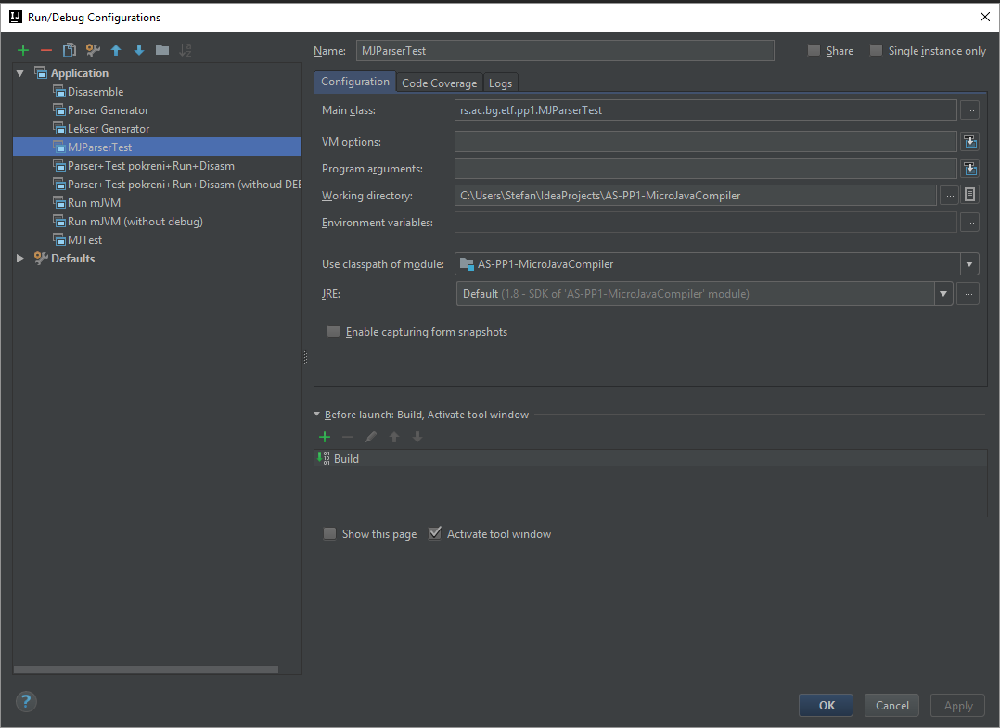 Run/Debug Configurations
Name: MJParserTest Share Single instance only
Application
Disasemble
Parser Generator
Lekser Generator
MJParserTest
Parser+Test pokreni+Run+Disasm
Parser+Test pokreni+Run+Disasm (withoud DEB
Run mJVM
Run mJVM (without debug)
MJTest
Defaults
Configuration Code Coverage Logs
Main class: rs.ac.bg.etf.pp1.MJParserTest ...
VM options:
Program arguments:
Working directory: C:\Users\Stefan\IdeaProjects\AS-PP1-MicroJavaCompiler ...
Environment variables: ...
Use classpath of module: AS-PP1-MicroJavaCompiler
JRE: Default (1.8 - SDK of 'AS-PP1-MicroJavaCompiler' module) ...
Enable capturing form snapshots
Before launch: Build, Activate tool window
Build
Show this page Activate tool window
? OK Cancel Apply